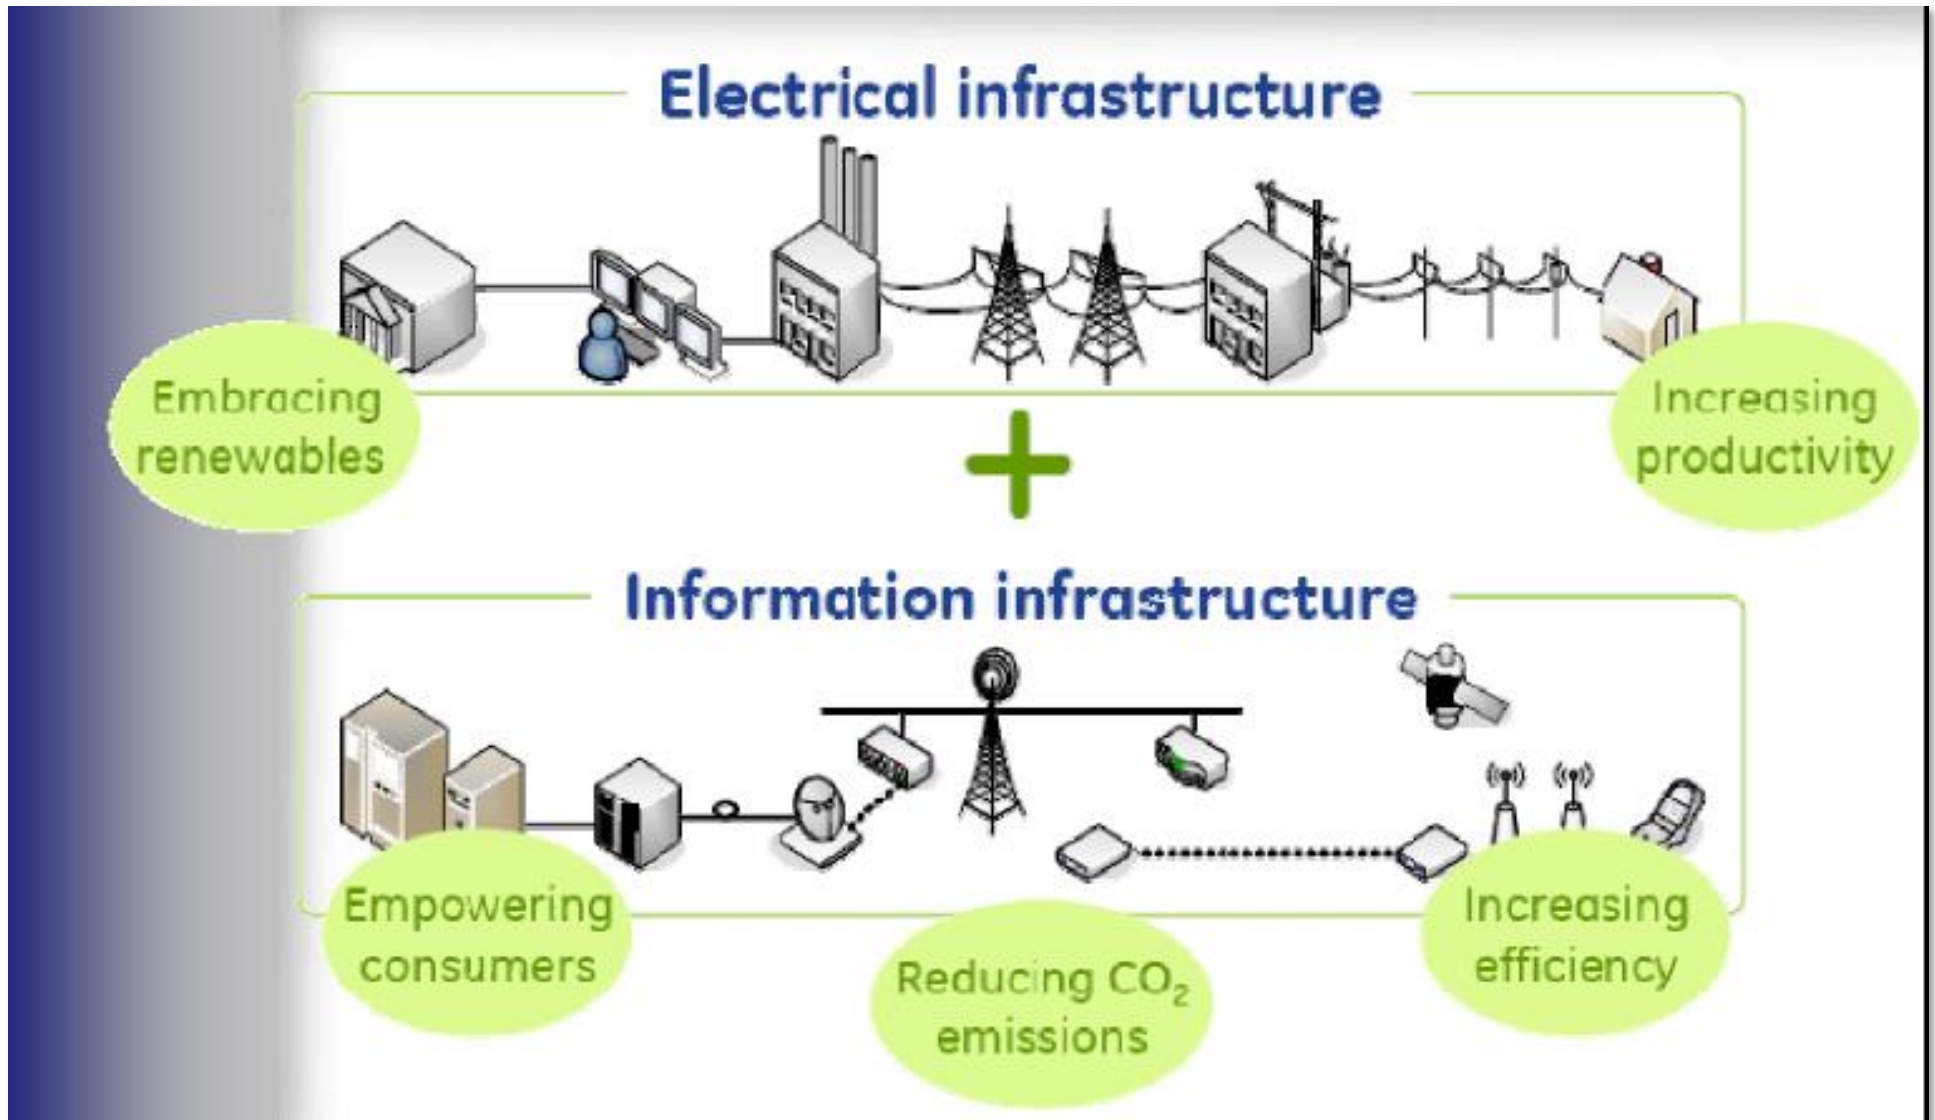 Electrical infrastructure
Embracing
renewables
Increasing
productivity
+
Information infrastructure
Empowering
consumers
Reducing CO₂
emissions
Increasing
efficiency